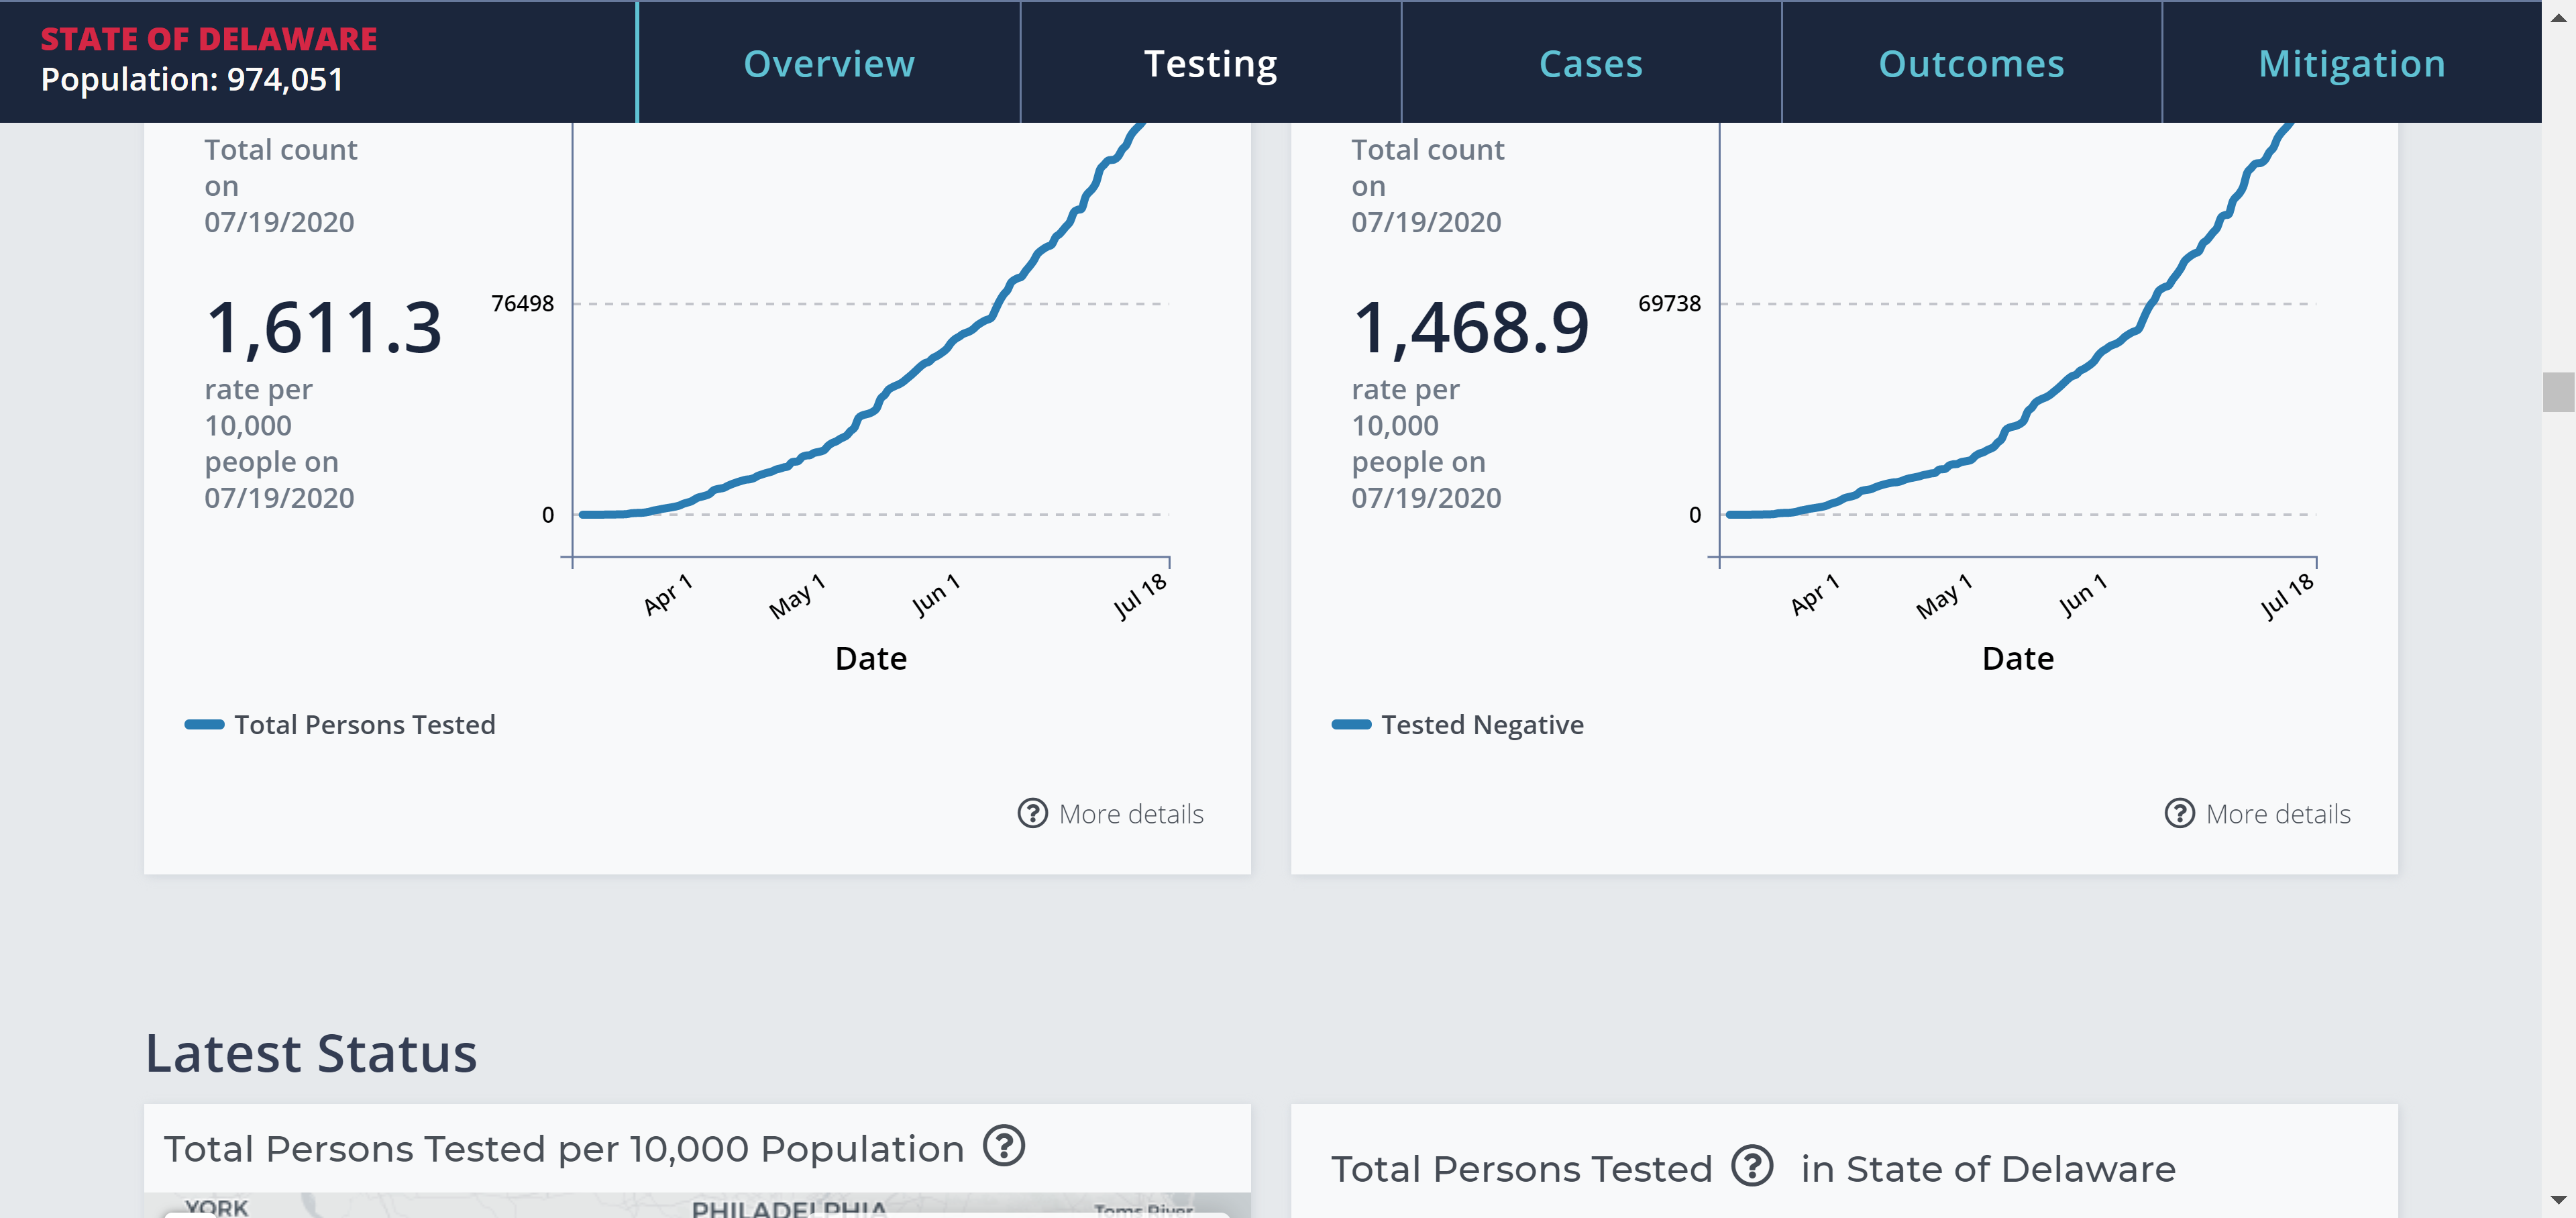 STATE OF DELAWARE
Population: 974,051
Overview
Testing
Cases
Outcomes
Mitigation
Total count
on
07/19/2020
1,611.3
rate per
10,000
people on
07/19/2020
76498
0
Apr 1
May 1
Jun 1
Jul 18
Date
Total Persons Tested
More details
Total count
on
07/19/2020
1,468.9
rate per
10,000
people on
07/19/2020
69738
0
Apr 1
May 1
Jun 1
Jul 18
Date
Tested Negative
More details
Latest Status
Total Persons Tested per 10,000 Population
YORK
PHILADELPHIA
Toms River
Total Persons Tested in State of Delaware